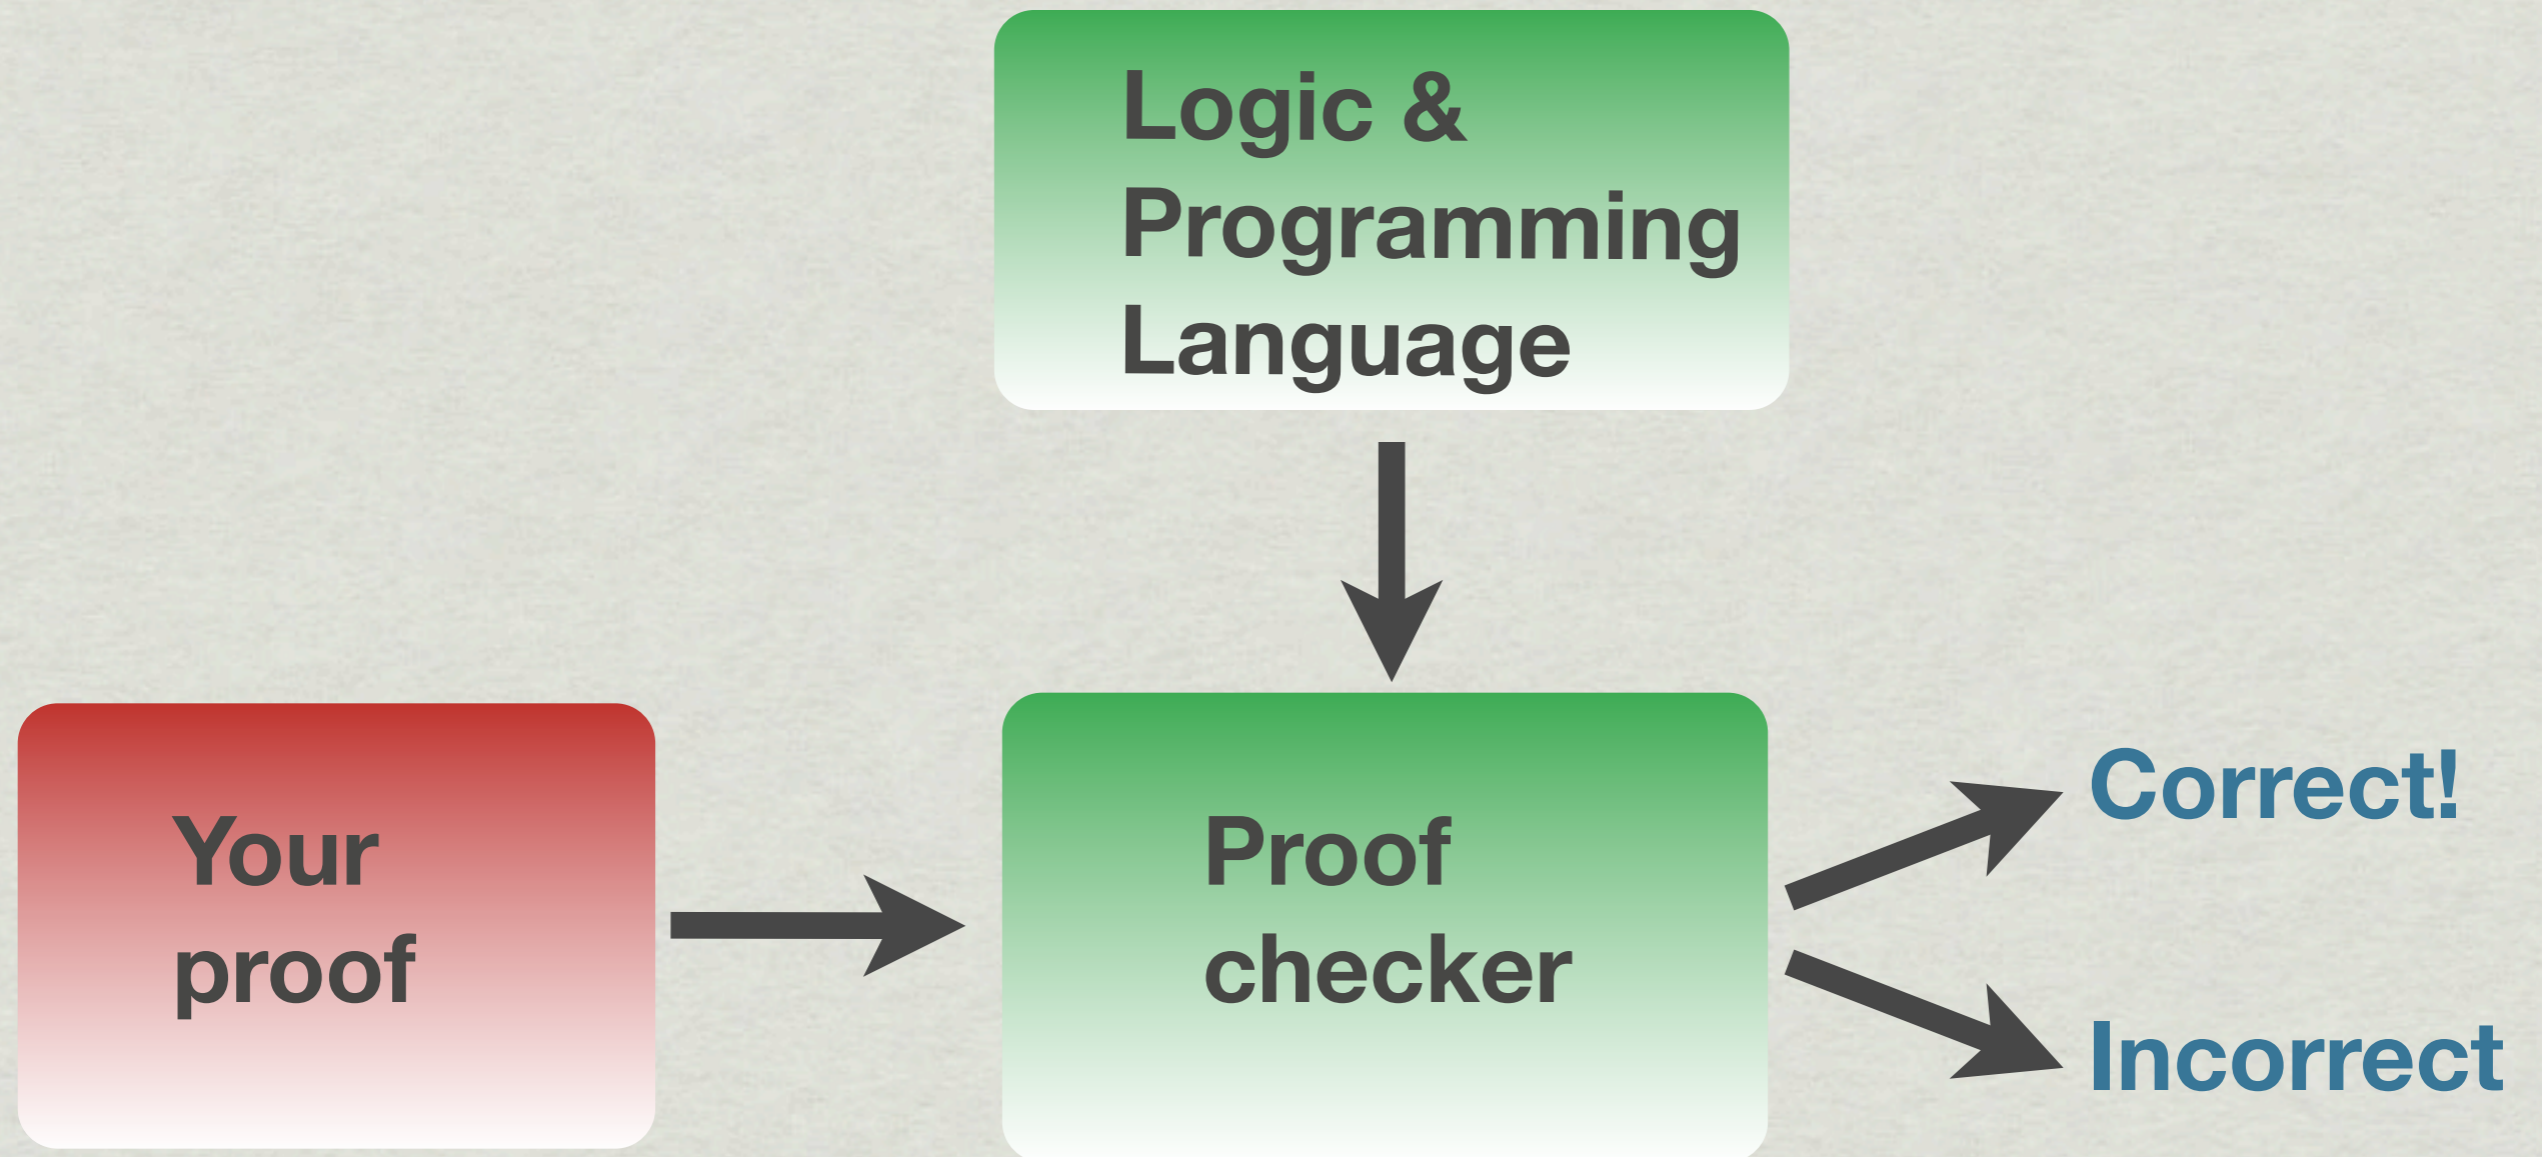 Logic &
Programming
Language
Your
proof
Proof
checker
Correct!
Incorrect